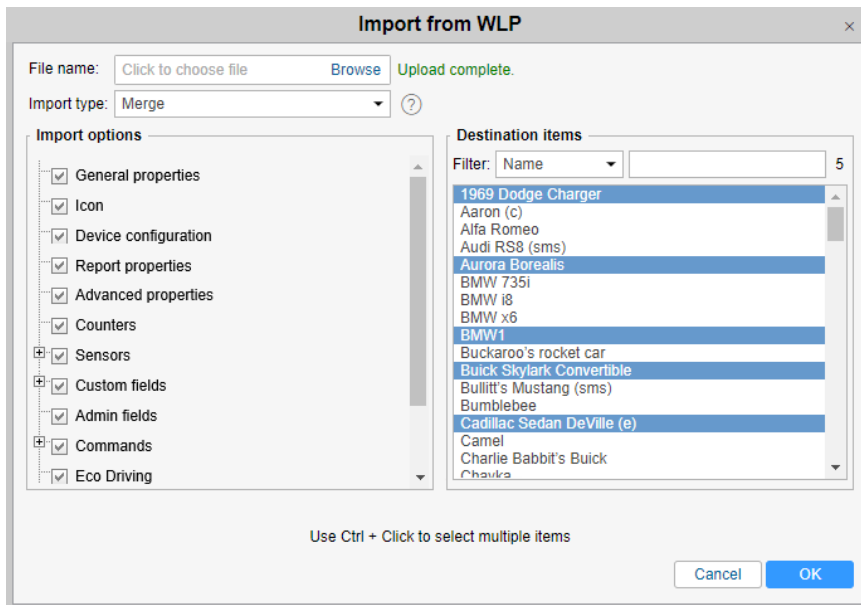 Import from WLP
×
File name: Click to choose file Browse Upload complete.
Import type: Merge ?
Import options
General properties
Icon
Device configuration
Report properties
Advanced properties
Counters
Sensors
Custom fields
Admin fields
Commands
Eco Driving
Destination items
Filter: Name 5
1969 Dodge Charger
Aaron (c)
Alfa Romeo
Audi RS8 (sms)
Aurora Borealis
BMW 735i
BMW i8
BMW x6
BMW1
Buckaroo's rocket car
Buick Skylark Convertible
Bullitt's Mustang (sms)
Bumblebee
Cadillac Sedan DeVille (e)
Camel
Charlie Babbit's Buick
Chayka
Use Ctrl + Click to select multiple items
Cancel OK